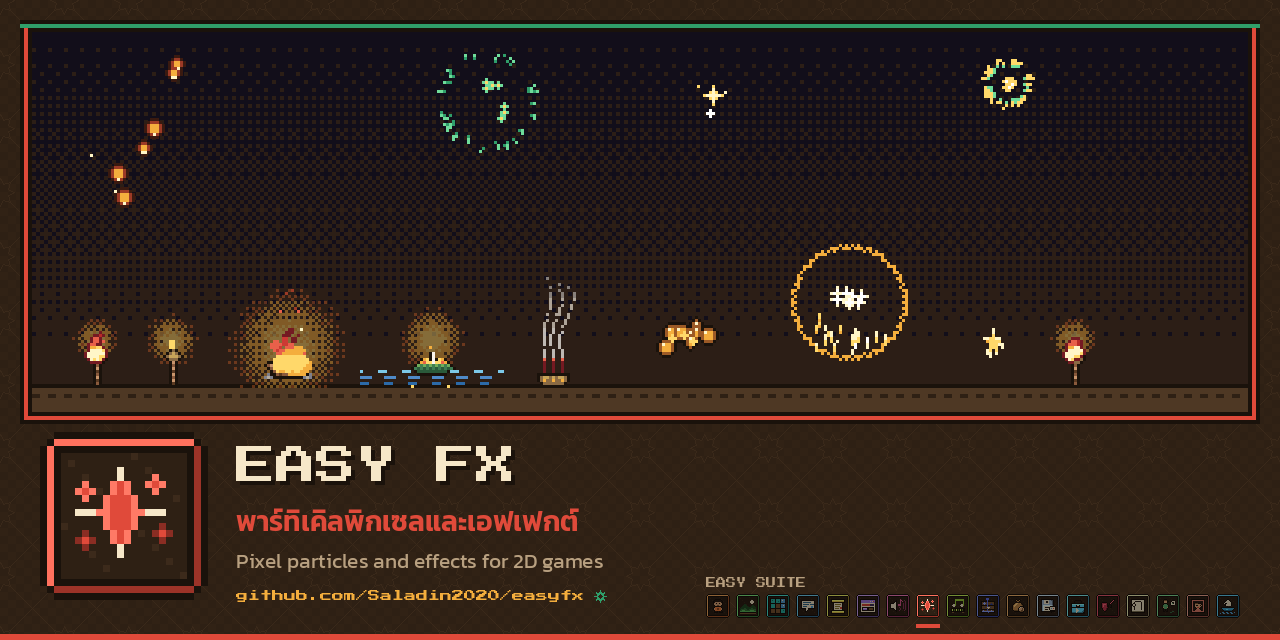 EASY FX
พาร์ทิเคิลพิกเซลและเอฟเฟกต์
Pixel particles and effects for 2D games
github.com/Saladin2020/easyfx
EASY SUITE